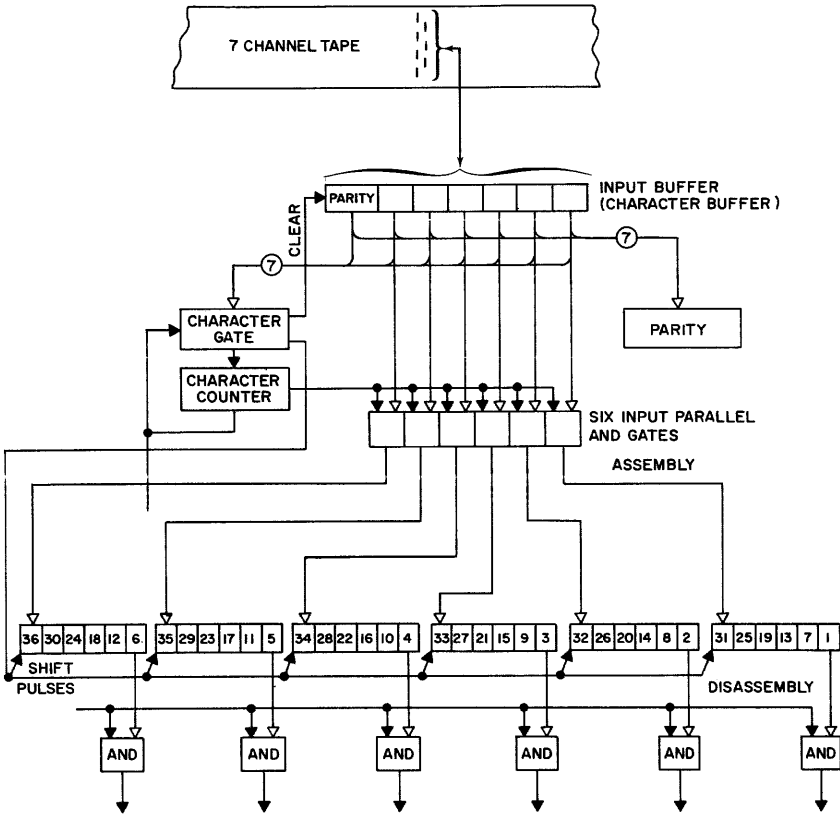 7 CHANNEL TAPE
INPUT BUFFER
(CHARACTER BUFFER)
PARITY
CLEAR
7
7
CHARACTER
GATE
PARITY
CHARACTER
COUNTER
SIX INPUT PARALLEL
AND GATES
ASSEMBLY
36 30 24 18 12 6
35 29 23 17 11 5
34 28 22 16 10 4
33 27 21 15 9 3
32 26 20 14 8 2
31 25 19 13 7 1
SHIFT
PULSES
DISASSEMBLY
AND
AND
AND
AND
AND
AND